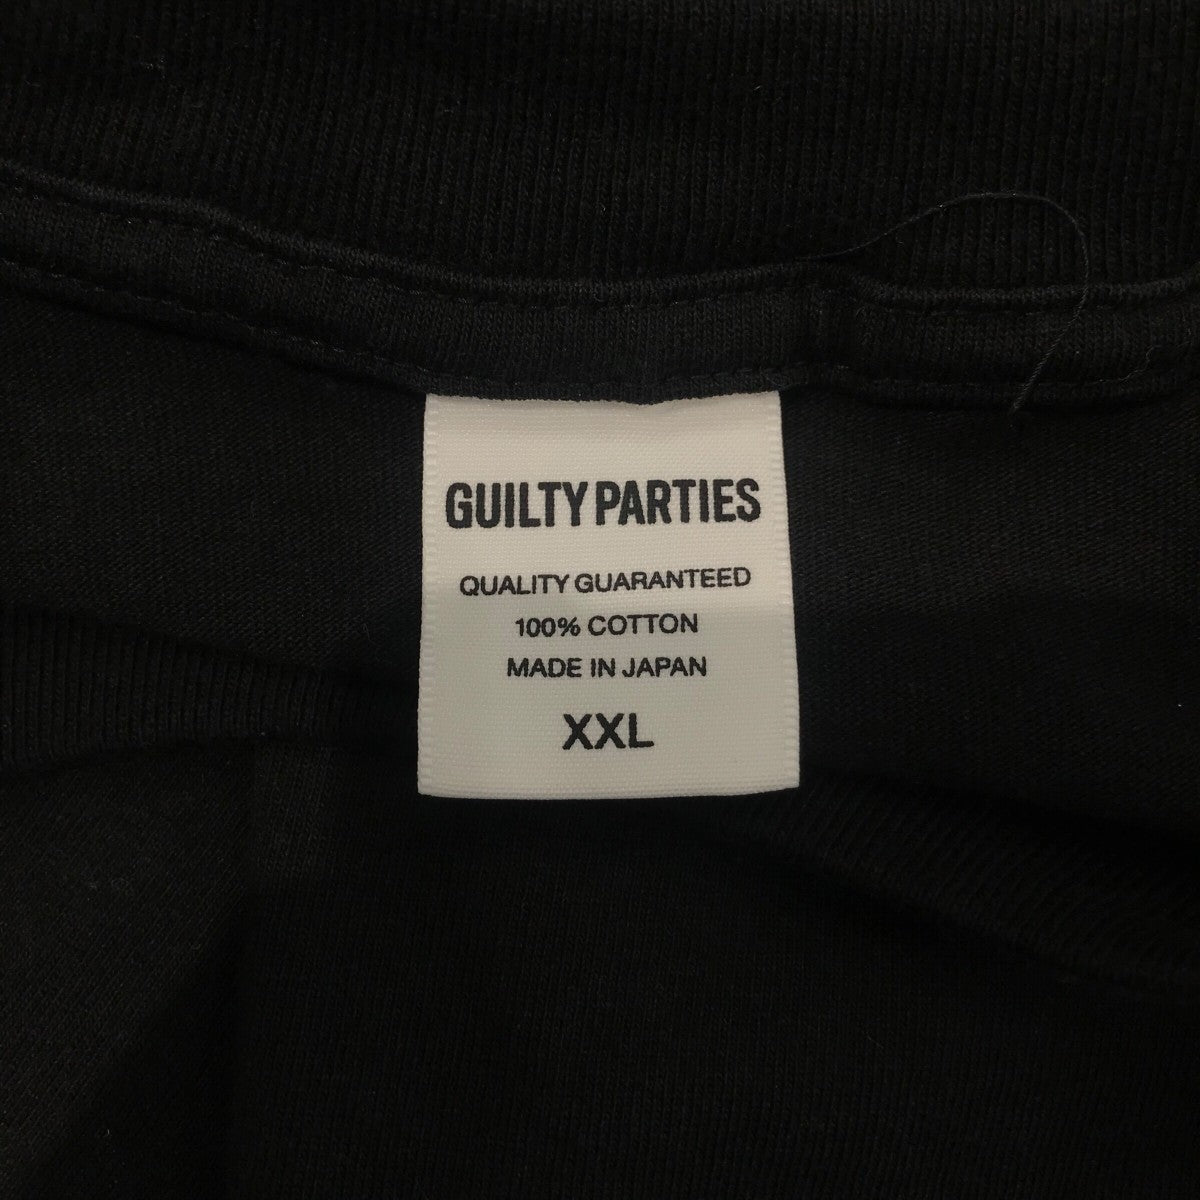 GUILTY PARTIES
QUALITY GUARANTEED
100% COTTON
MADE IN JAPAN
XXL